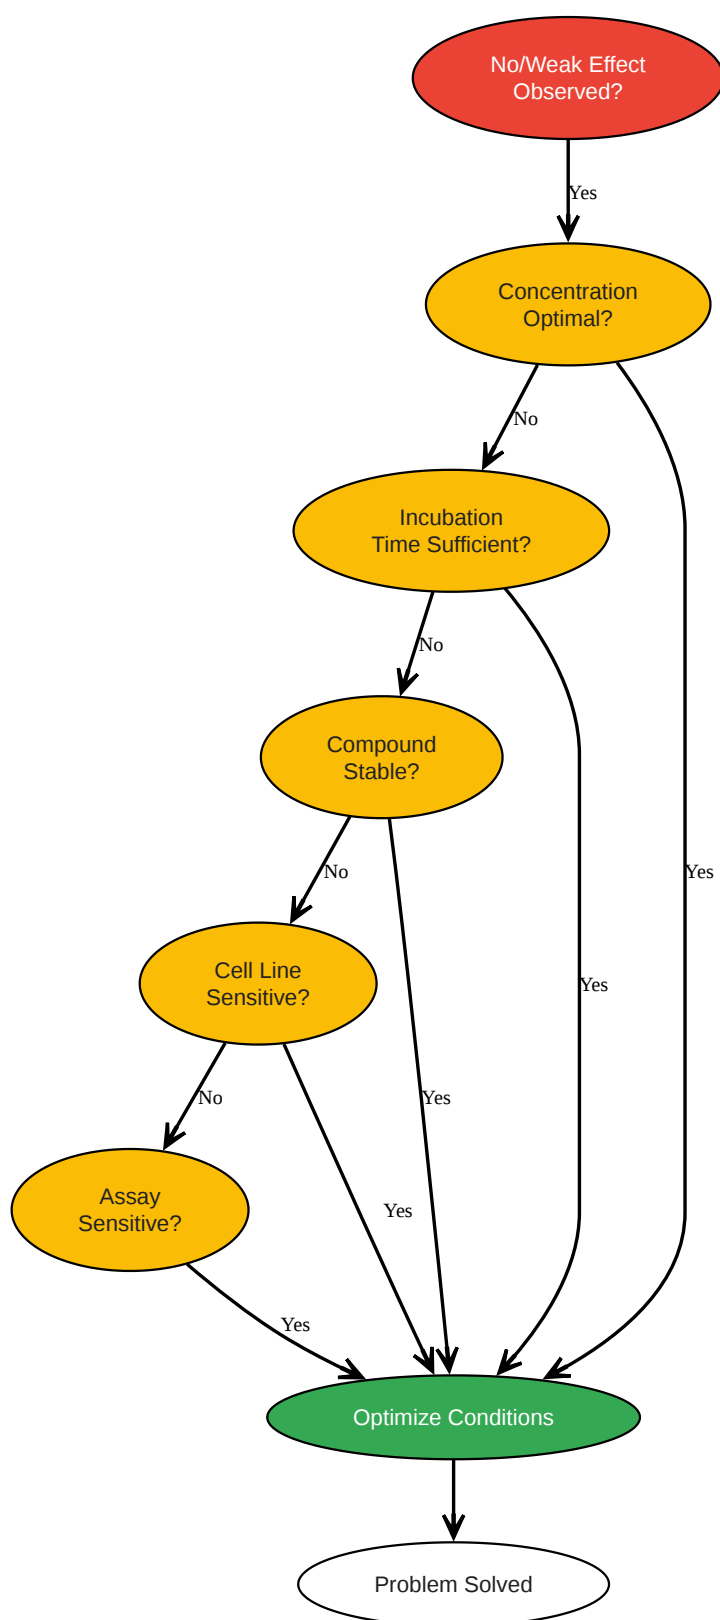 No/Weak Effect
Observed?
Yes
Concentration
Optimal?
No
Incubation
Time Sufficient?
No
Compound
Stable?
No
Yes
Cell Line
Sensitive?
Yes
No
Yes
Assay
Sensitive?
Yes
Yes
Optimize Conditions
Problem Solved